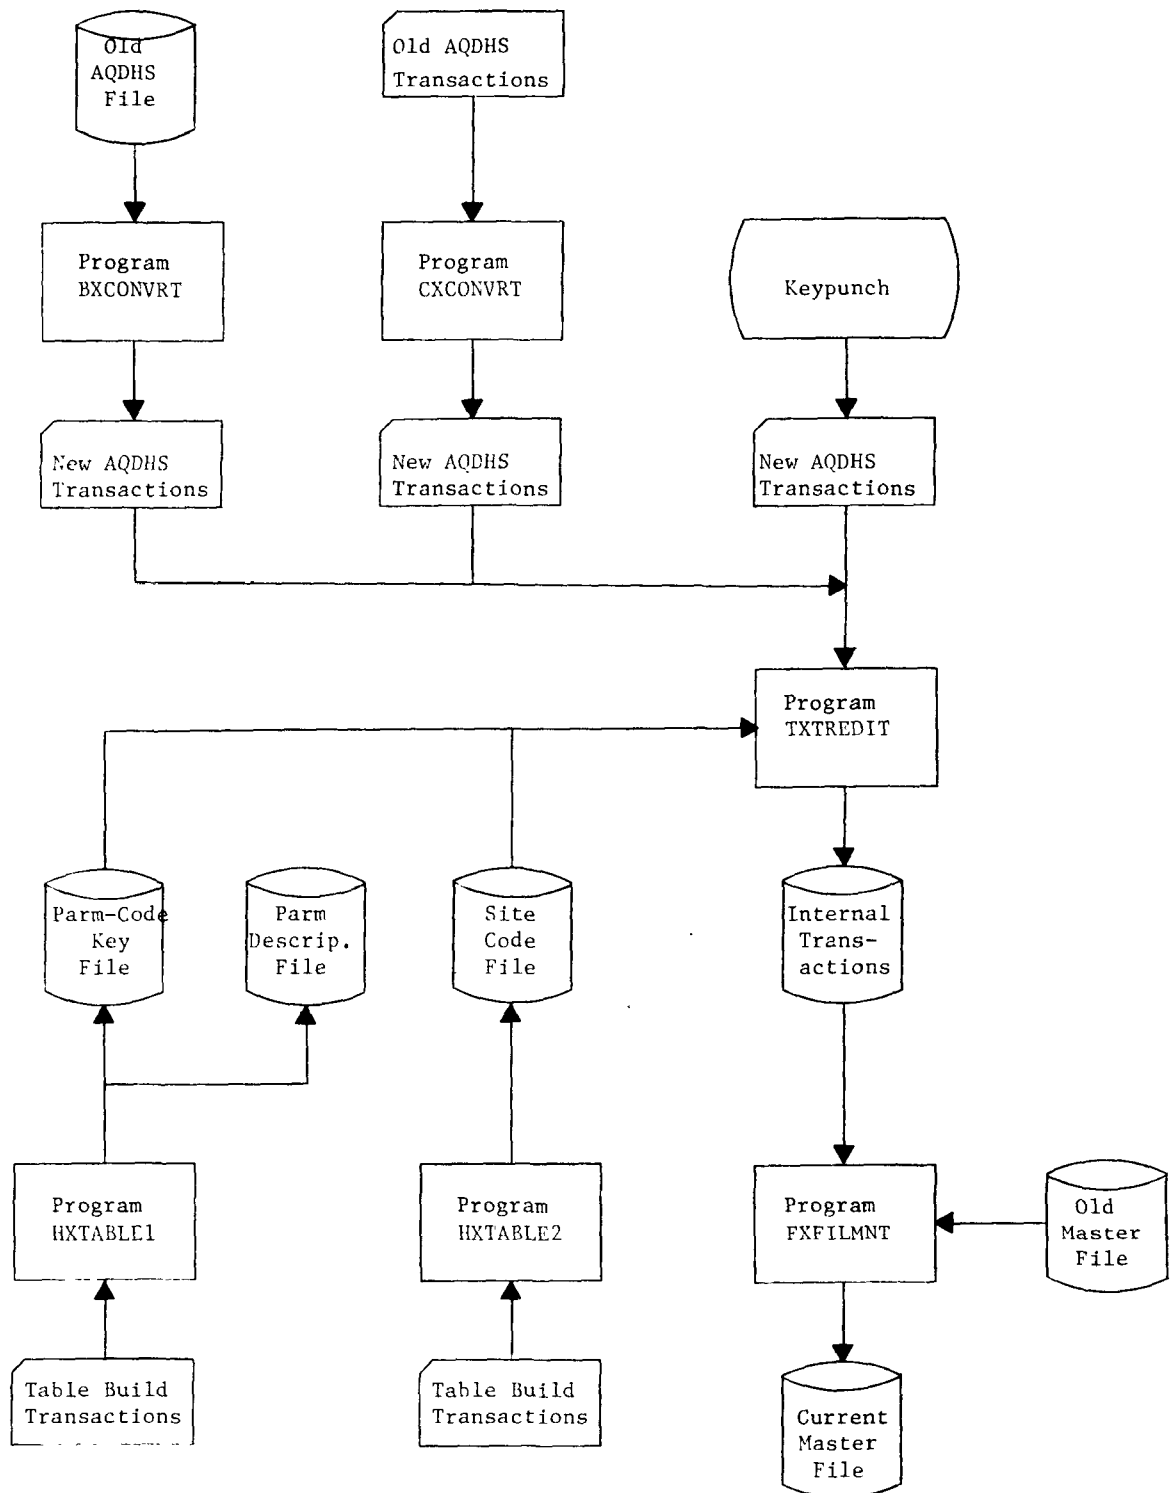 Old
AQDHS
File
Old AQDHS
Transactions
Program
BXCONVRT
Program
CXCONVRT
Keypunch
New AQDHS
Transactions
New AQDHS
Transactions
New AQDHS
Transactions
Program
TXTREDIT
Parm-Code
Key
File
Parm
Descrip.
File
Site
Code
File
Internal
Trans-
actions
Program
HXTABLE1
Program
HXTABLE2
Program
FXFILMNT
Old
Master
File
Table Build
Transactions
Table Build
Transactions
Current
Master
File